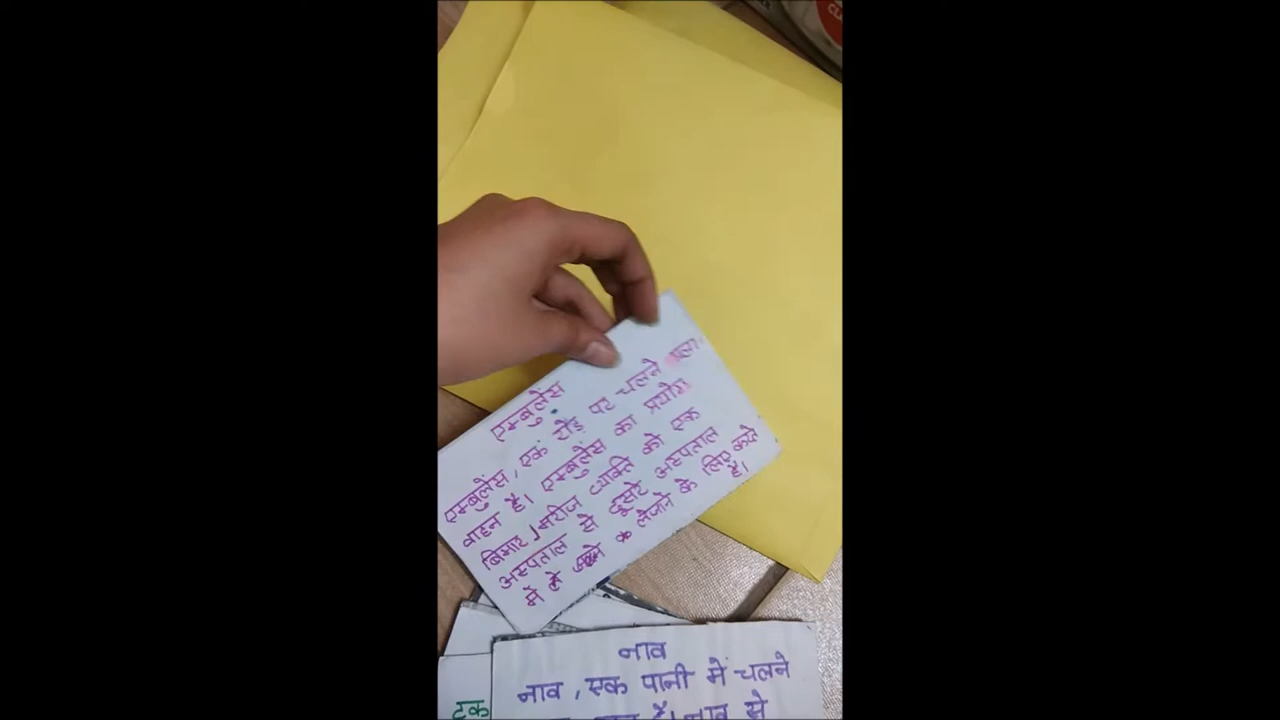 एम्बुलेंस
एम्बुलेंस, एक रोड़ पर चलने वाला
वाहन है। एम्बुलेंस का प्रयोग
बिमार, मरीज व्यक्ति को एक
अस्पताल से दूसरे अस्पताल
में ले जाने के लिए करते
है।
नाव
नाव, एक पानी में चलने
है। नाव से
ट्रक